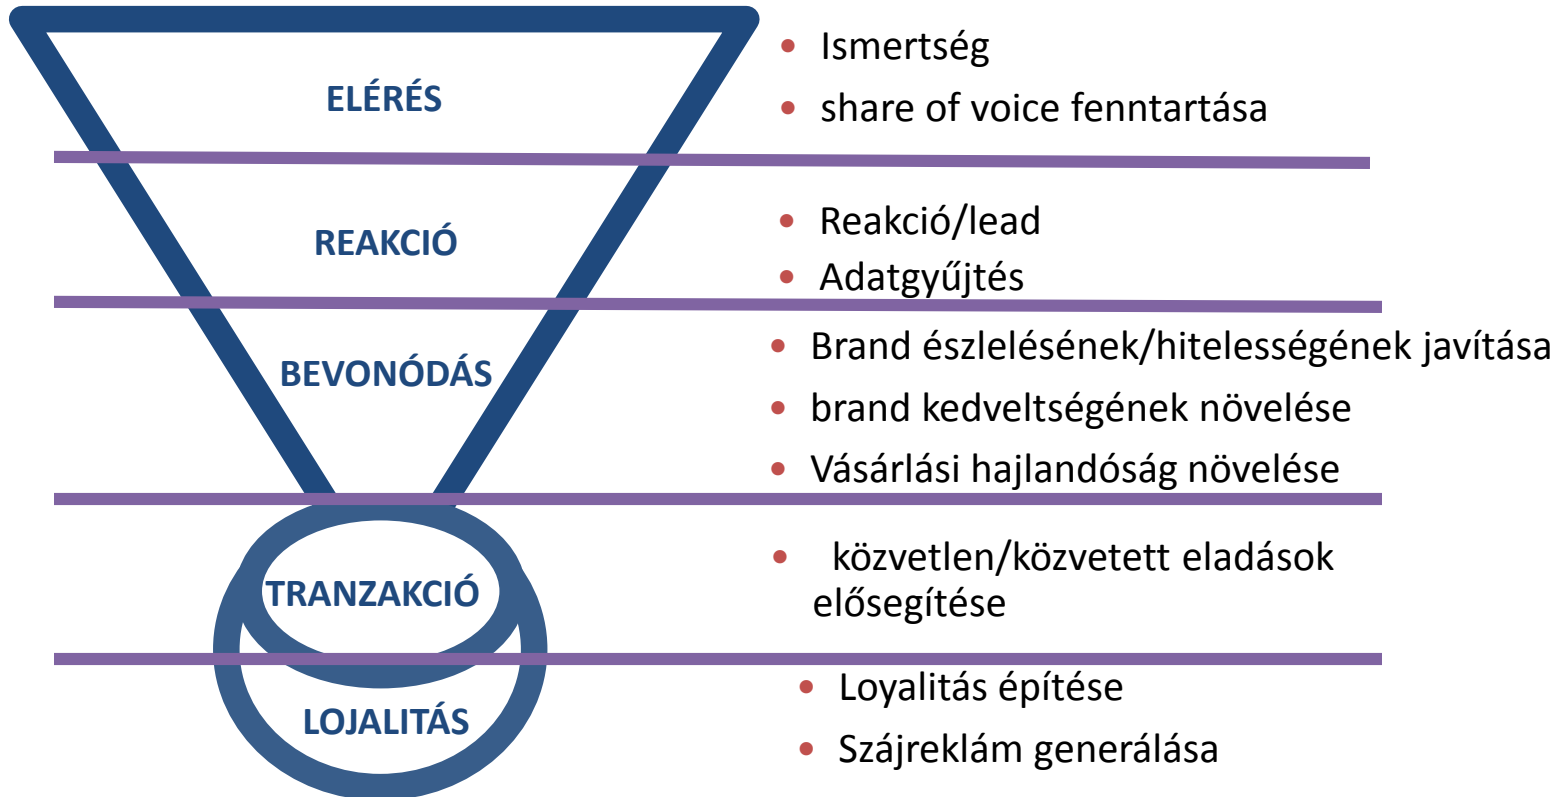 ELÉRÉS
• Ismertség
• share of voice fenntartása
REAKCIÓ
• Reakció/lead
• Adatgyűjtés
BEVONÓDÁS
• Brand észlelésének/hitelességének javítása
• brand kedveltségének növelése
• Vásárlási hajlandóság növelése
TRANZAKCIÓ
• közvetlen/közvetett eladások
elősegítése
LOJALITÁS
• Loyalitás építése
• Szájreklám generálása